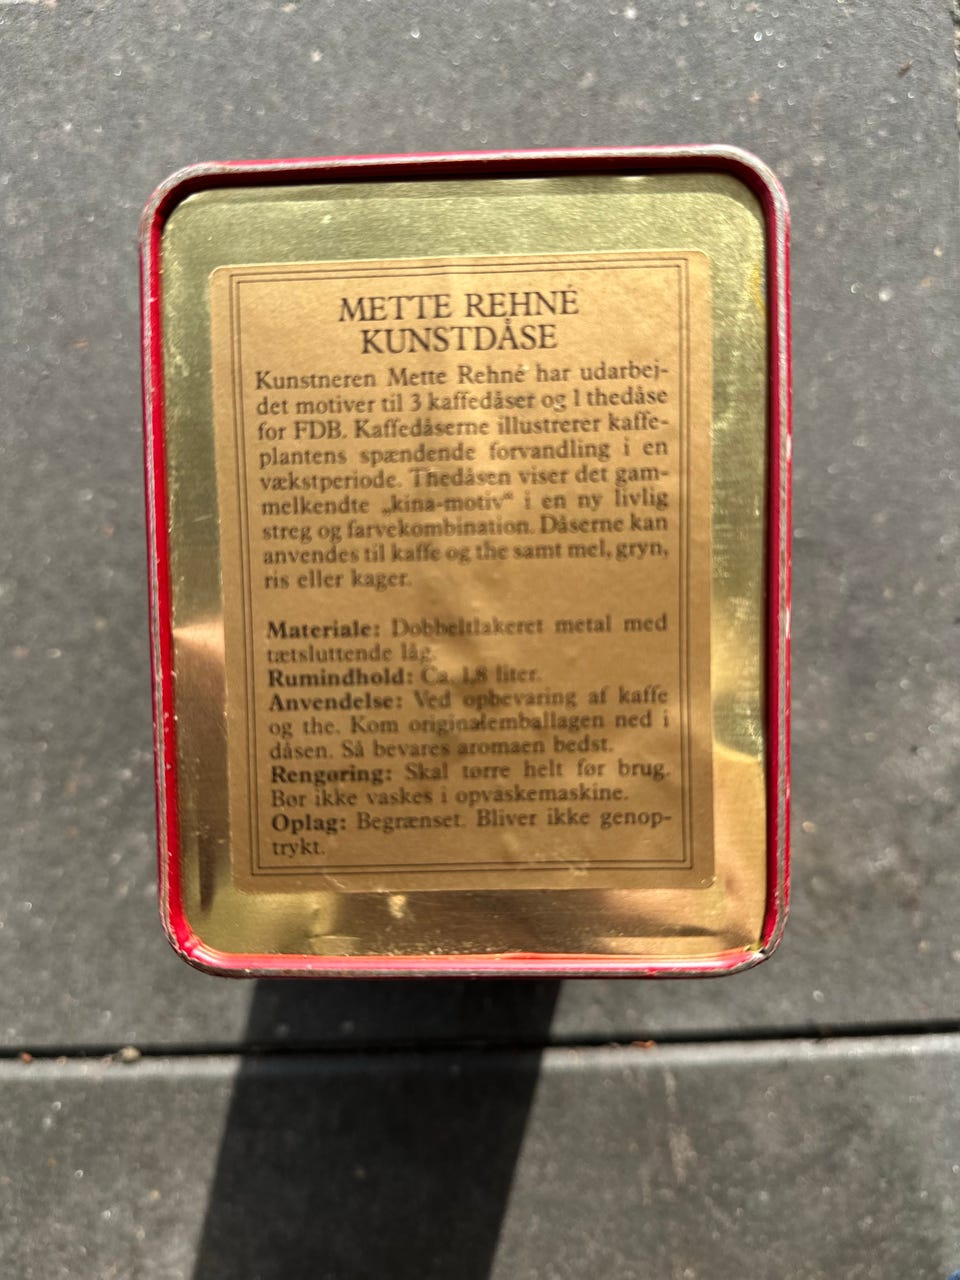 METTE REHNÉ
KUNSTDÅSE
Kunstneren Mette Rehné har udarbej-
det motiver til 3 kaffedåser og 1 thedåse
for FDB. Kaffedåserne illustrerer kaffe-
plantens spændende forvandling i en
vækstperiode. Thedåsen viser det gam-
melkendte „kina-motiv“ i en ny livlig
streg og farvekombination. Dåserne kan
anvendes til kaffe og the samt mel, gryn,
ris eller kager.
Materiale: Dobbeltlakeret metal med
tætsluttende låg.
Rumindhold: Ca. 1,8 liter.
Anvendelse: Ved opbevaring af kaffe
og the. Kom originalemballagen ned i
dåsen. Så bevares aromaen bedst.
Rengøring: Skal tørre helt før brug.
Bør ikke vaskes i opvaskemaskine.
Oplag: Begrænset. Bliver ikke genop-
trykt.